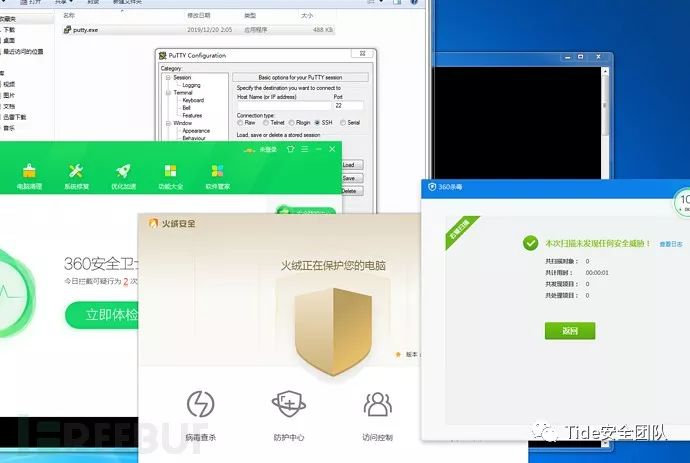 收藏夹
下载
桌面
最近访问的位置
视频
图片
文档
迅雷下载
音乐
共享
刻录
新建文件夹
名称
修改日期
类型
大小
putty.exe
2019/12/20 2:05
应用程序
488 KB
PuTTY Configuration
Category:
Session
Logging
Terminal
Keyboard
Bell
Features
Window
Appearance
Behaviour
Basic options for your PuTTY session
Specify the destination you want to connect to
Host Name (or IP address)
Port
22
Connection type:
Raw
Telnet
Rlogin
SSH
Serial
Load, save or delete a stored session
Load
Save
Delete
未登录
电脑清理
系统修复
优化加速
功能大全
软件管家
360安全卫士
今日拦截可疑行为 2 次
立即体检
火绒安全
火绒正在保护您的电脑
版本:
病毒查杀
防护中心
访问控制
360杀毒
右键扫描
本次扫描未发现任何安全威胁！
查看日志
共扫描对象： 0
共计用时： 00:00:01
共发现项目： 0
共处理项目： 0
返回
FREEBUF
Tide安全团队